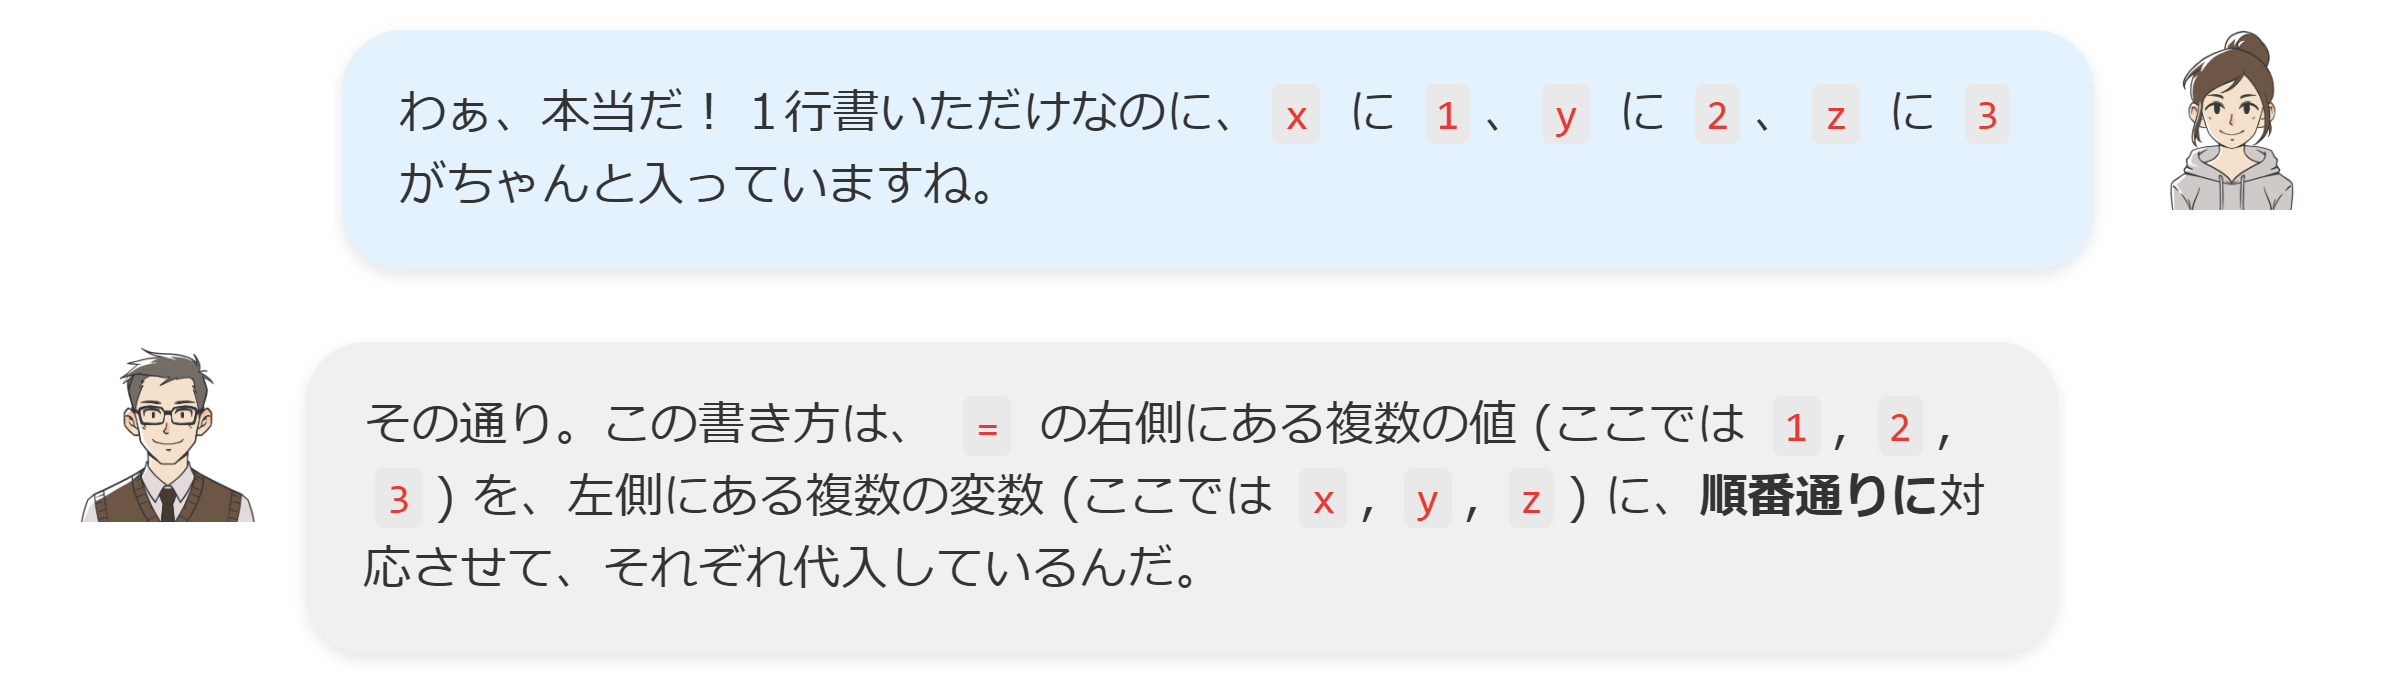 わぁ、本当だ！１行書いただけなのに、 x に 1 、 y に 2 、 z に 3
がちゃんと入っていますね。
その通り。この書き方は、 = の右側にある複数の値 (ここでは 1 , 2 ,
3 ) を、左側にある複数の変数 (ここでは x , y , z ) に、順番通りに対
応させて、それぞれ代入しているんだ。